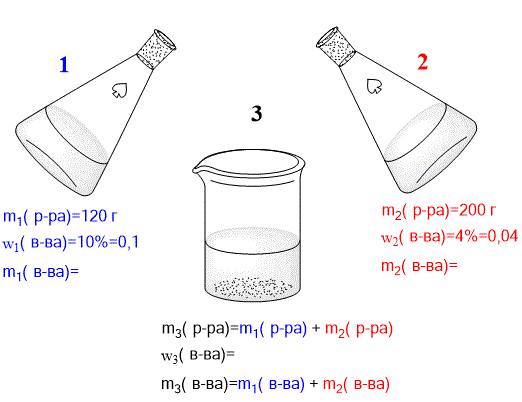 1
2
3
m₁( р-ра)=120 г
w₁( в-ва)=10%=0,1
m₁( в-ва)=
m₂( р-ра)=200 г
w₂( в-ва)=4%=0,04
m₂( в-ва)=
m₃( р-ра)=m₁( р-ра) + m₂( р-ра)
w₃( в-ва)=
m₃( в-ва)=m₁( в-ва) + m₂( в-ва)